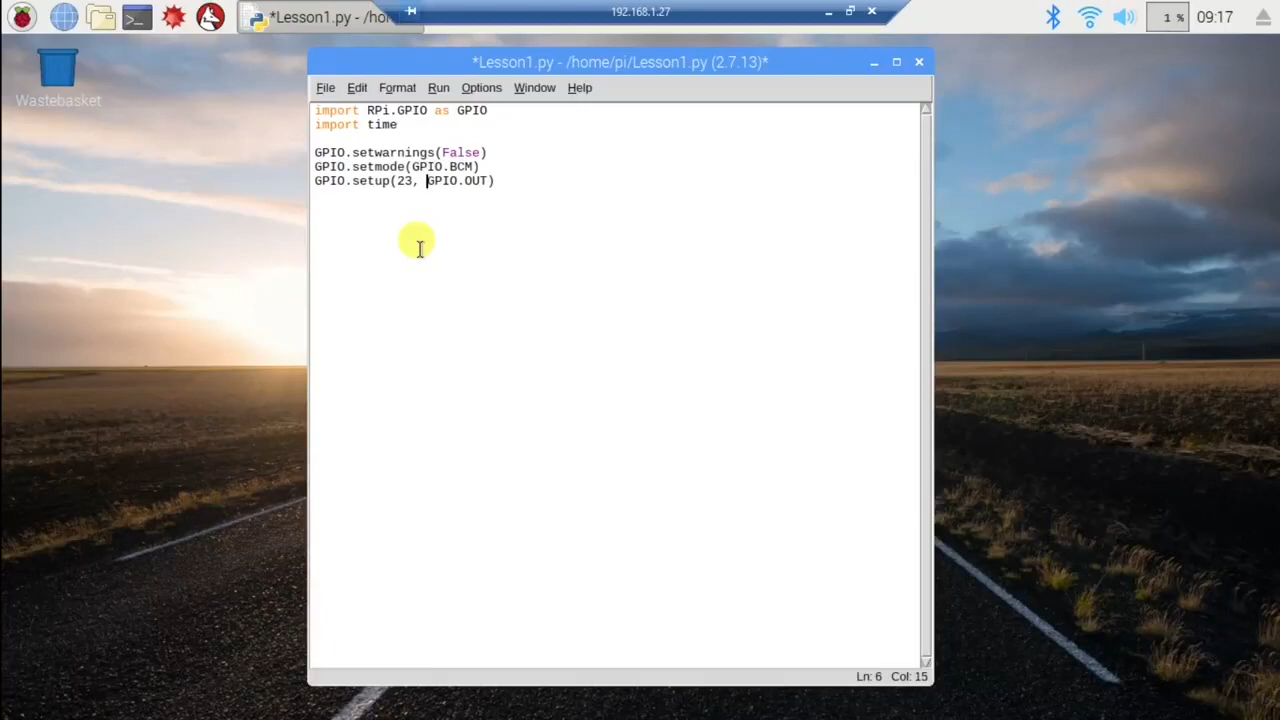 *Lesson1.py - /hom
192.168.1.27
1 %
09:17
Wastebasket
*Lesson1.py - /home/pi/Lesson1.py (2.7.13)*
File Edit Format Run Options Window Help
import RPi.GPIO as GPIO
import time
GPIO.setwarnings(False)
GPIO.setmode(GPIO.BCM)
GPIO.setup(23, GPIO.OUT)
Ln: 6 Col: 15